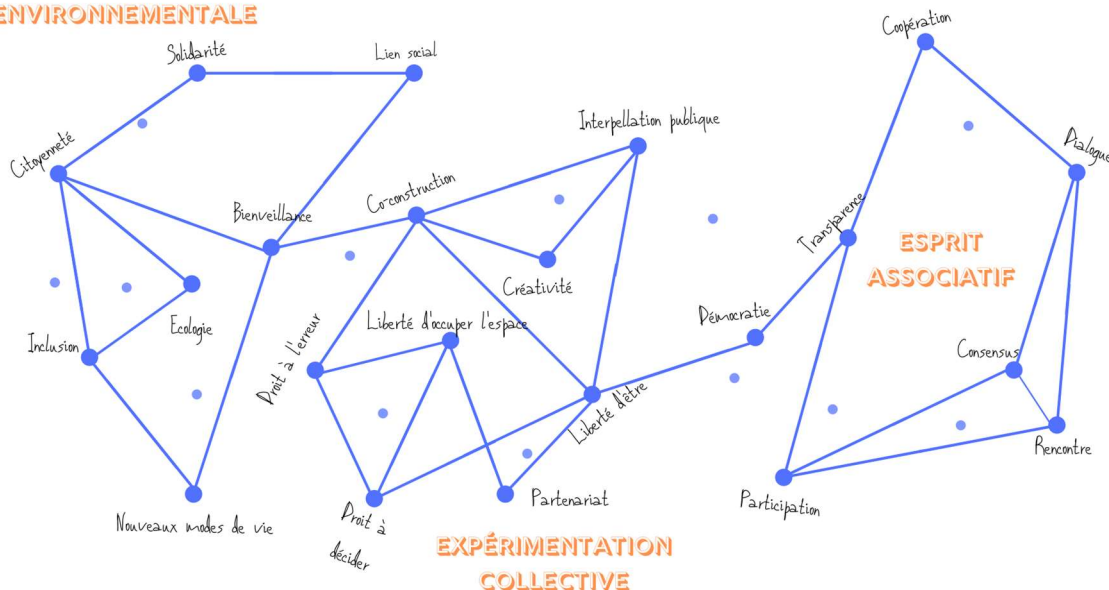 ENVIRONNEMENTALE
Solidarité
Lien social
Coopération
Citoyenneté
Interpellation publique
Dialogue
Bienveillance
Co-construction
Transparence
ESPRIT
ASSOCIATIF
Créativité
Ecologie
Liberté d'occuper l'espace
Démocratie
Inclusion
Droit à l'erreur
Consensus
Liberté d'être
Rencontre
Nouveaux modes de vie
Droit à
décider
Partenariat
Participation
EXPÉRIMENTATION
COLLECTIVE